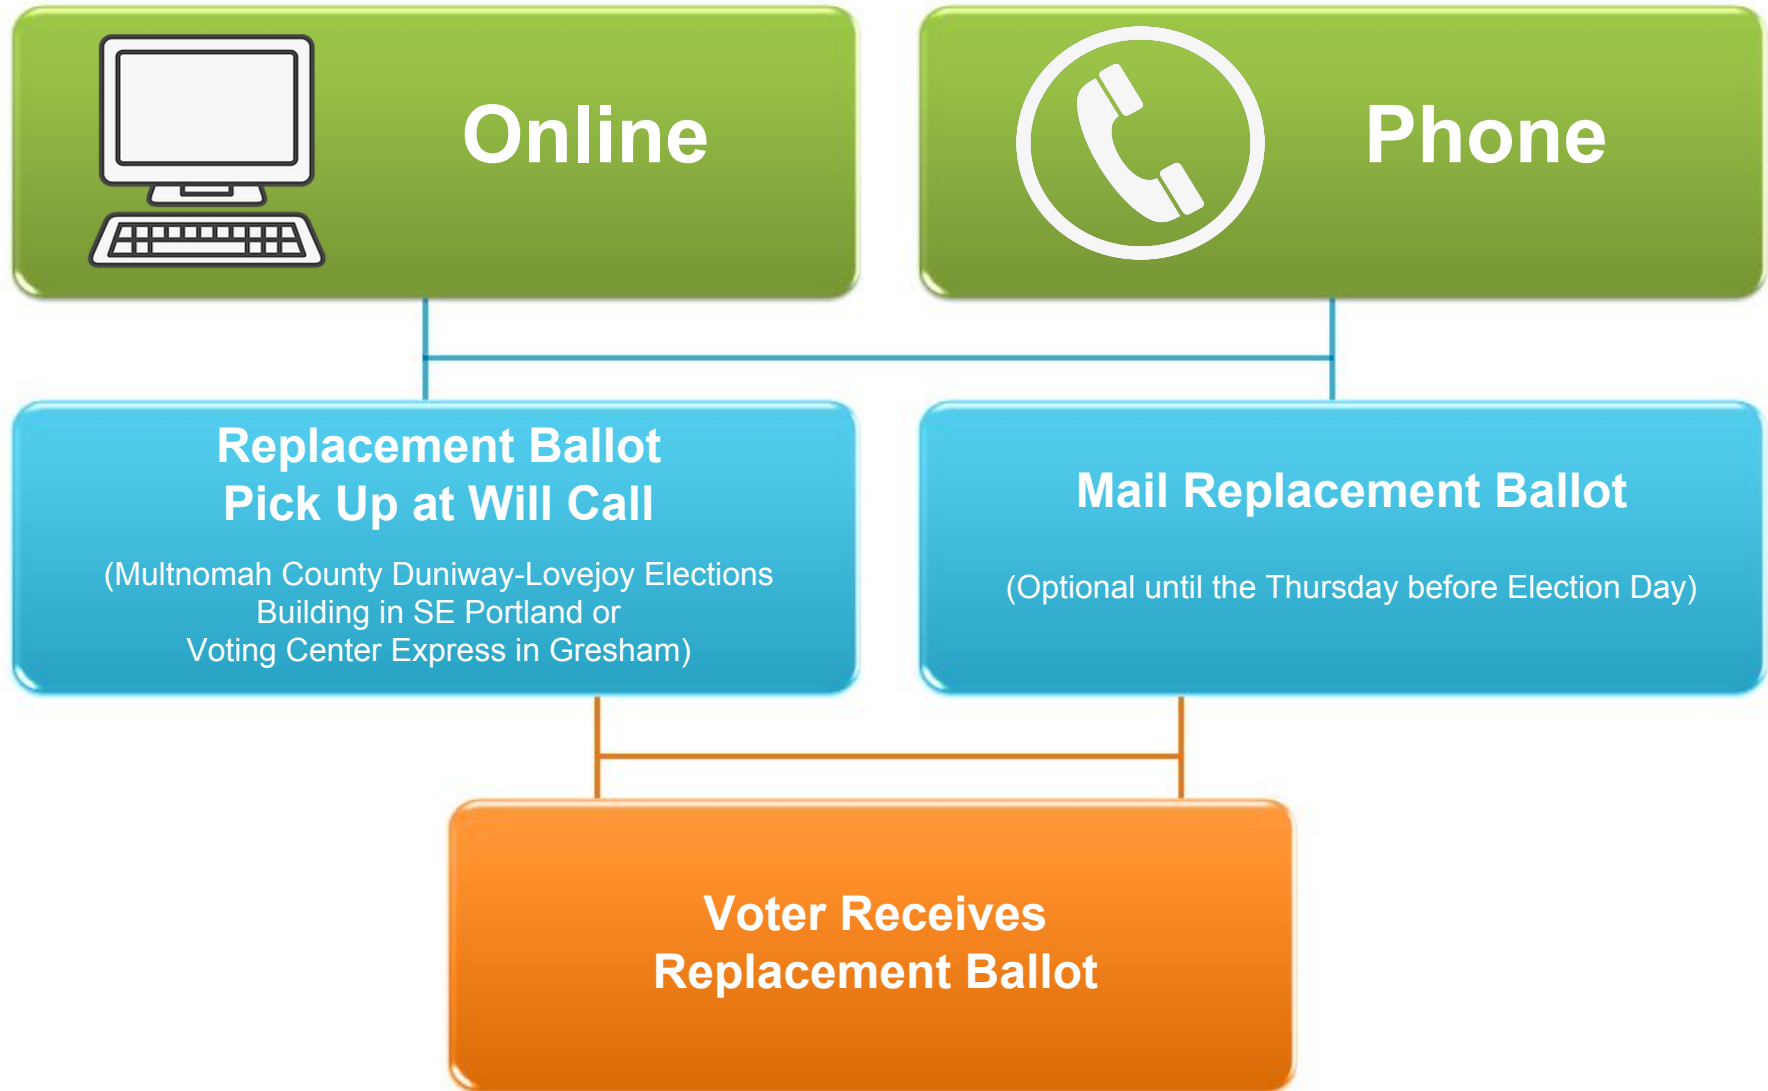 Online
Phone
Replacement Ballot
Pick Up at Will Call
(Multnomah County Duniway-Lovejoy Elections
Building in SE Portland or
Voting Center Express in Gresham)
Mail Replacement Ballot
(Optional until the Thursday before Election Day)
Voter Receives
Replacement Ballot